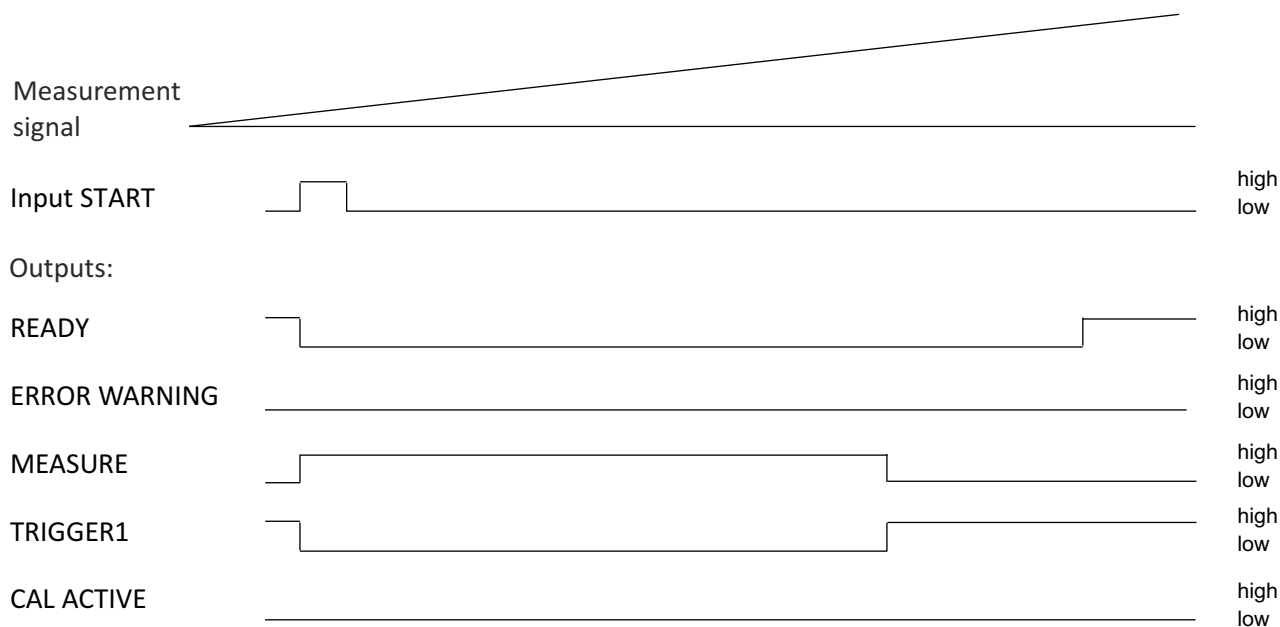 Measurement
signal
Input START
high
low
Outputs:
READY
high
low
ERROR WARNING
high
low
MEASURE
high
low
TRIGGER1
high
low
CAL ACTIVE
high
low